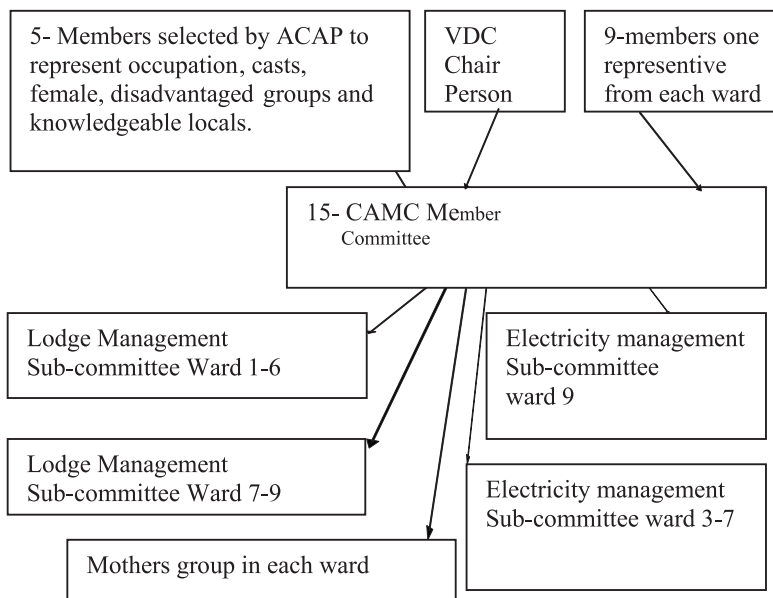 5- Members selected by ACAP to
represent occupation, casts,
female, disadvantaged groups and
knowledgeable locals.
VDC
Chair
Person
9-members one
representive
from each ward
15- CAMC Member
Committee
Lodge Management
Sub-committee Ward 1-6
Electricity management
Sub-committee
ward 9
Lodge Management
Sub-committee Ward 7-9
Electricity management
Sub-committee ward 3-7
Mothers group in each ward